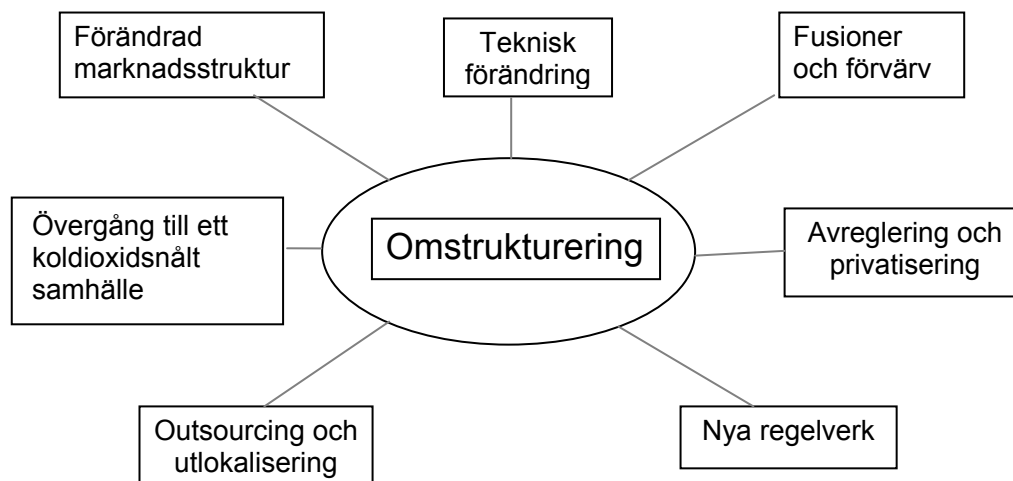 Förändrad
marknadsstruktur
Teknisk
förändring
Fusioner
och förvärv
Övergång till ett
koldioxidsnålt
samhälle
Omstrukturering
Avreglering och
privatisering
Outsourcing och
utlokalisering
Nya regelverk